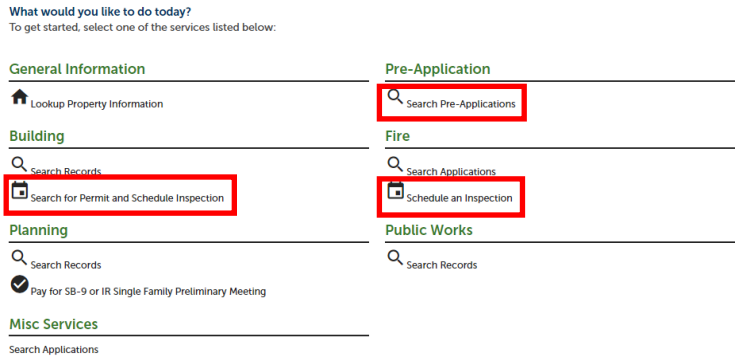 What would you like to do today?
To get started, select one of the services listed below:
General Information
Lookup Property Information
Pre-Application
Search Pre-Applications
Building
Search Records
Search for Permit and Schedule Inspection
Fire
Search Applications
Schedule an Inspection
Planning
Search Records
Pay for SB-9 or IR Single Family Preliminary Meeting
Public Works
Search Records
Misc Services
Search Applications